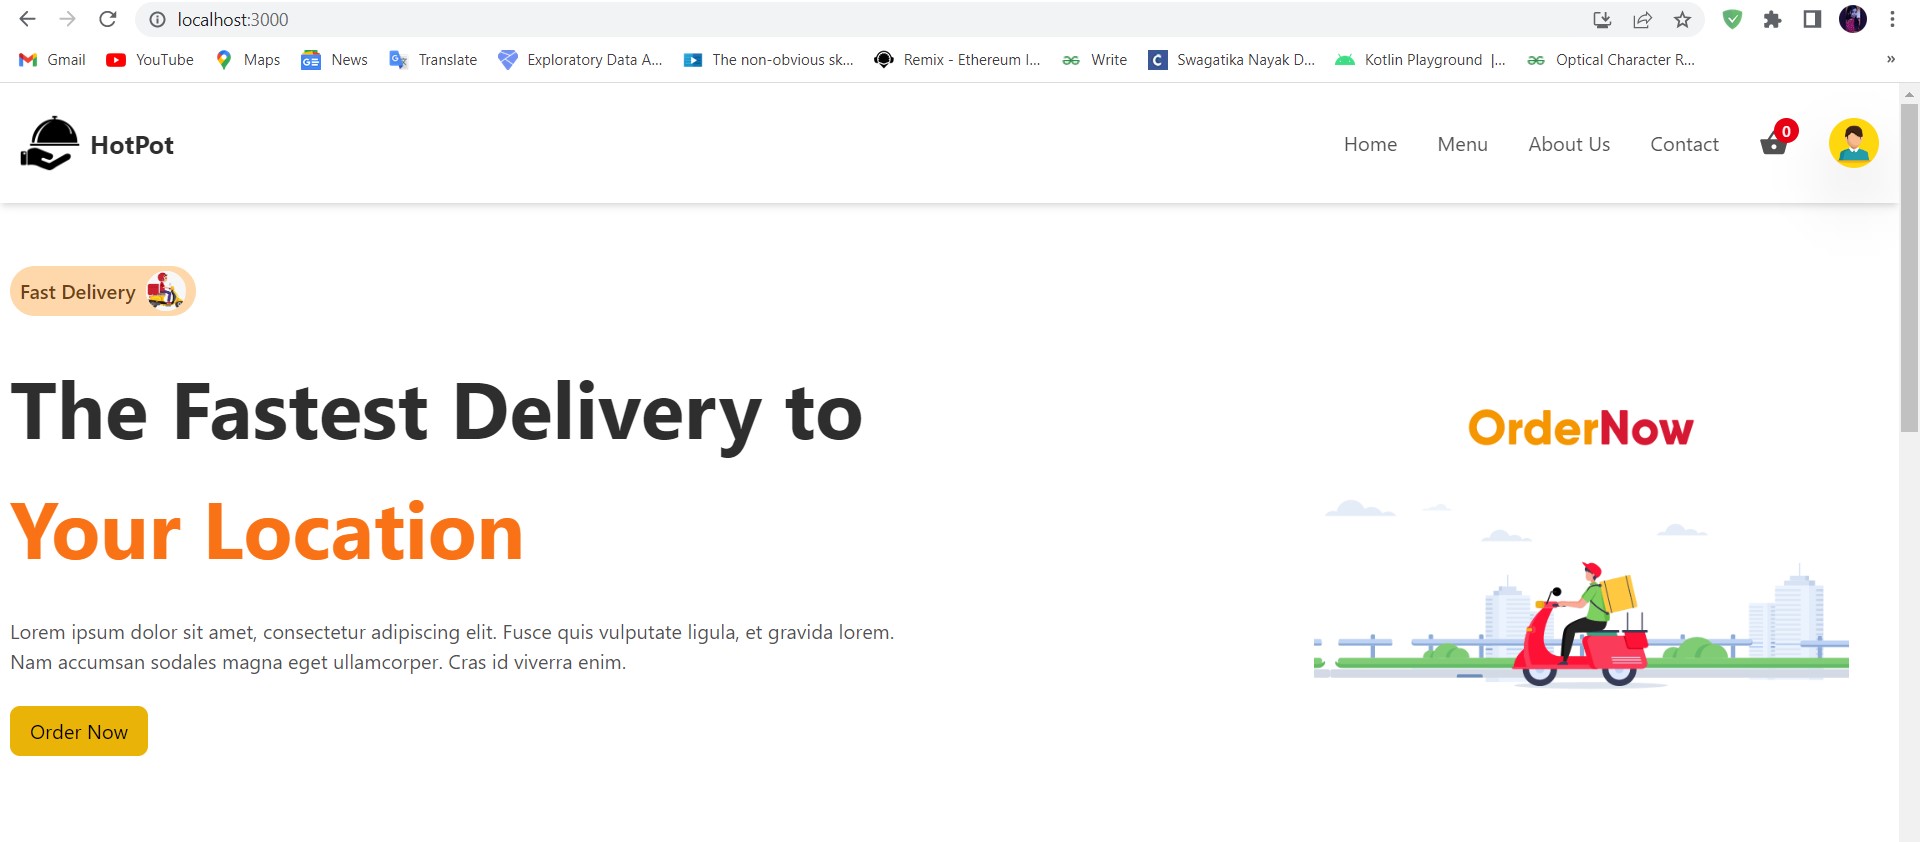 localhost:3000
Gmail YouTube Maps News Translate Exploratory Data A... The non-obvious sk... Remix - Ethereum I... Write Swagatika Nayak D... Kotlin Playground |... Optical Character R... »
HotPot Home Menu About Us Contact 0
Fast Delivery
The Fastest Delivery to
Your Location
Lorem ipsum dolor sit amet, consectetur adipiscing elit. Fusce quis vulputate ligula, et gravida lorem.
Nam accumsan sodales magna eget ullamcorper. Cras id viverra enim.
Order Now
OrderNow